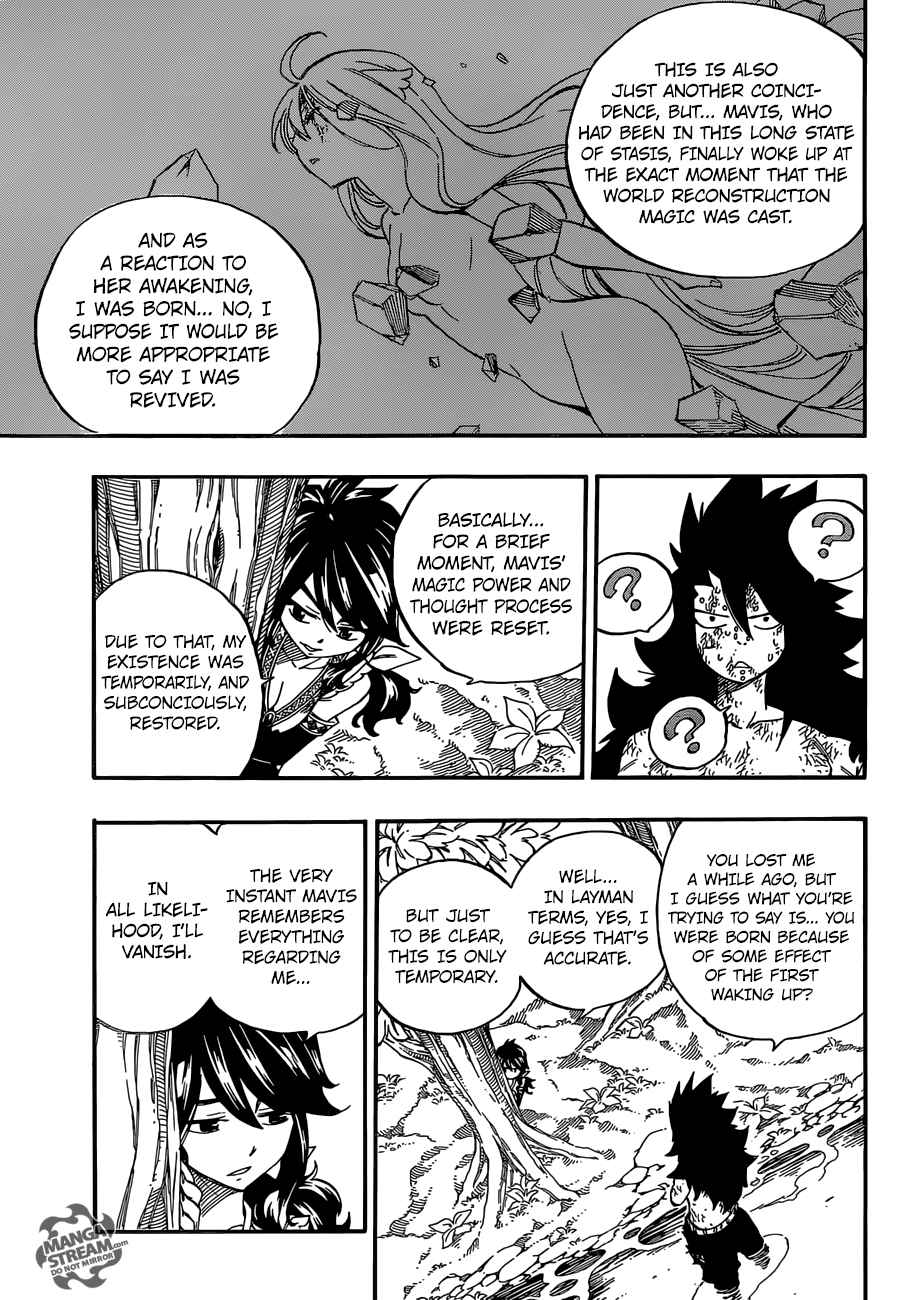 THIS IS ALSO
JUST ANOTHER COINCI-
DENCE, BUT... MAVIS, WHO
HAD BEEN IN THIS LONG STATE
OF STASIS, FINALLY WOKE UP AT
THE EXACT MOMENT THAT THE
WORLD RECONSTRUCTION
MAGIC WAS CAST.
AND AS
A REACTION TO
HER AWAKENING,
I WAS BORN... NO, I
SUPPOSE IT WOULD BE
MORE APPROPRIATE
TO SAY I WAS
REVIVED.
?
?
?
BASICALLY...
FOR A BRIEF
MOMENT, MAVIS'
MAGIC POWER AND
THOUGHT PROCESS
WERE RESET.
DUE TO THAT, MY
EXISTENCE WAS
TEMPORARILY, AND
SUBCONCIOUSLY,
RESTORED.
YOU LOST ME
A WHILE AGO, BUT
I GUESS WHAT YOU'RE
TRYING TO SAY IS... YOU
WERE BORN BECAUSE
OF SOME EFFECT
OF THE FIRST
WAKING UP?
WELL...
IN LAYMAN
TERMS, YES, I
GUESS THAT'S
ACCURATE.
BUT JUST
TO BE CLEAR,
THIS IS ONLY
TEMPORARY.
THE VERY
INSTANT MAVIS
REMEMBERS
EVERYTHING
REGARDING
ME...
IN
ALL LIKELI-
HOOD, I'LL
VANISH.
MANGA
STREAM.com
DO NOT MIRROR